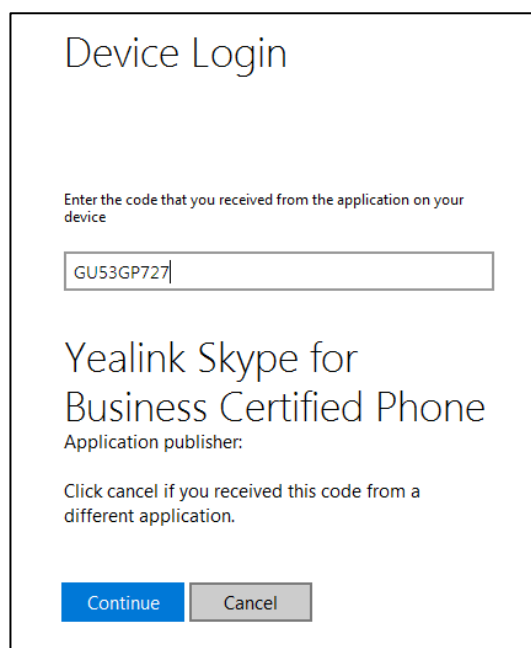 Device Login
Enter the code that you received from the application on your
device
GU53GP727
Yealink Skype for
Business Certified Phone
Application publisher:
Click cancel if you received this code from a
different application.
Continue
Cancel